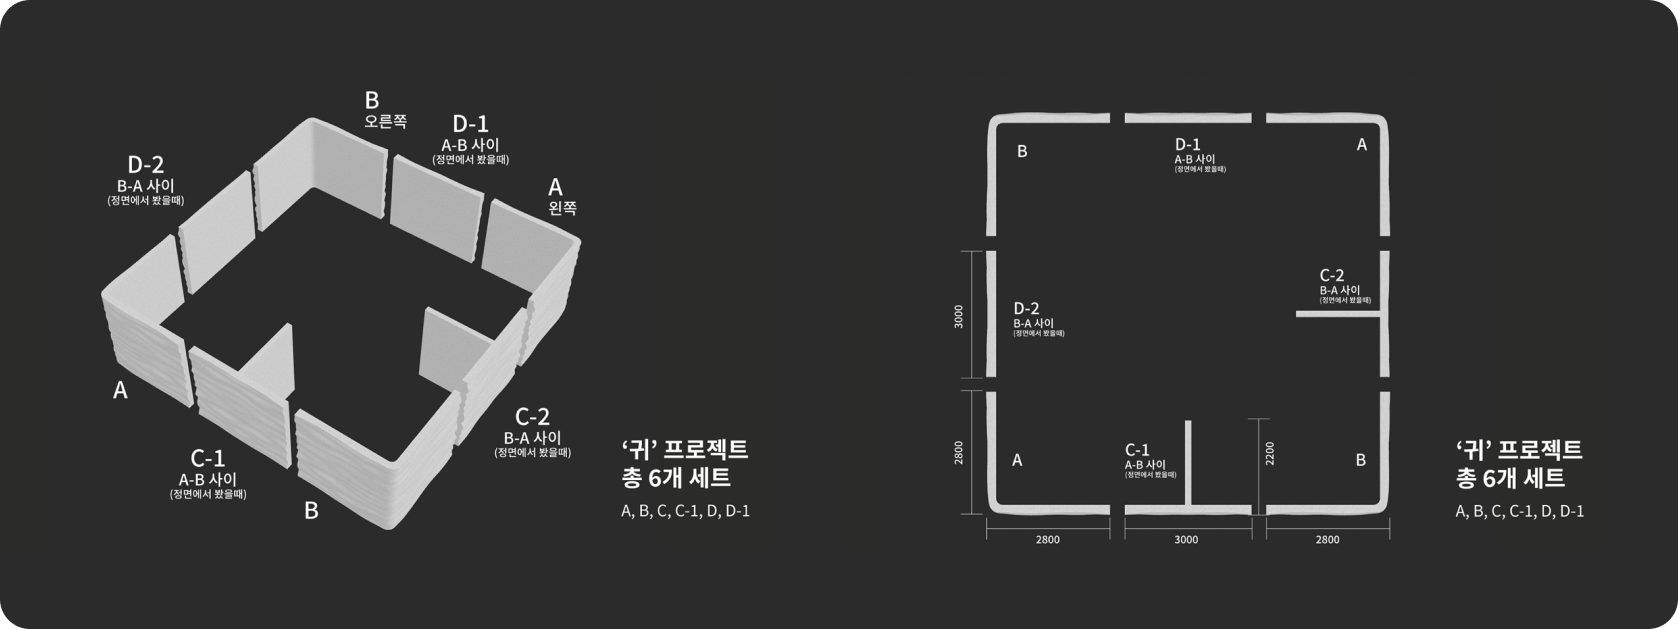 B
오른쪽
D-1
A-B 사이
(정면에서 봤을때)
D-2
B-A 사이
(정면에서 봤을때)
A
왼쪽
A
C-1
A-B 사이
(정면에서 봤을때)
B
C-2
B-A 사이
(정면에서 봤을때)
‘귀’ 프로젝트
총 6개 세트
A, B, C, C-1, D, D-1
B
D-1
A-B 사이
(정면에서 봤을때)
A
C-2
B-A 사이
(정면에서 봤을때)
3000
D-2
B-A 사이
(정면에서 봤을때)
2800
A
C-1
A-B 사이
(정면에서 봤을때)
2200
B
2800
3000
2800
‘귀’ 프로젝트
총 6개 세트
A, B, C, C-1, D, D-1